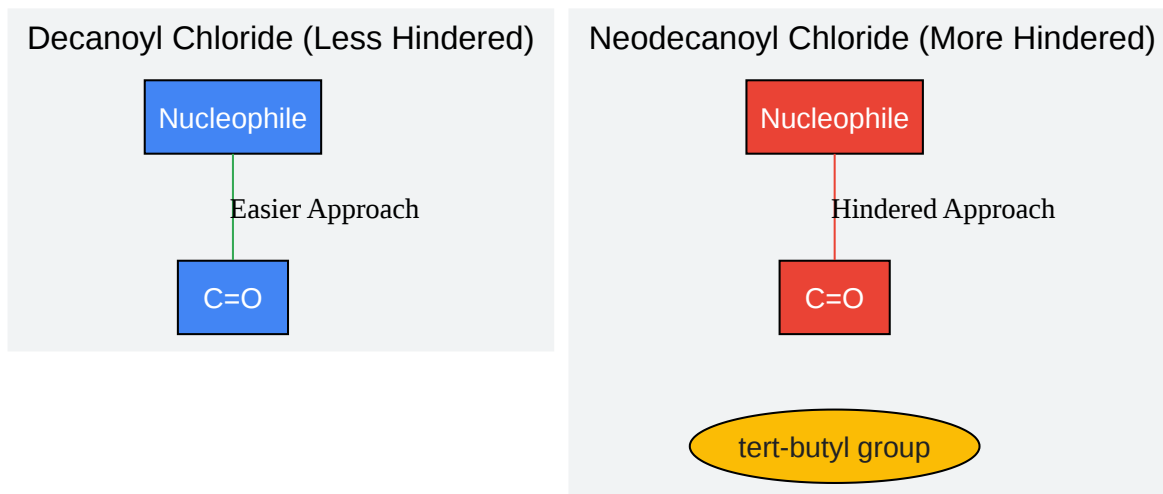 Decanoyl Chloride (Less Hindered)
Nucleophile
Easier Approach
C=O
Neodecanoyl Chloride (More Hindered)
Nucleophile
Hindered Approach
C=O
tert-butyl group